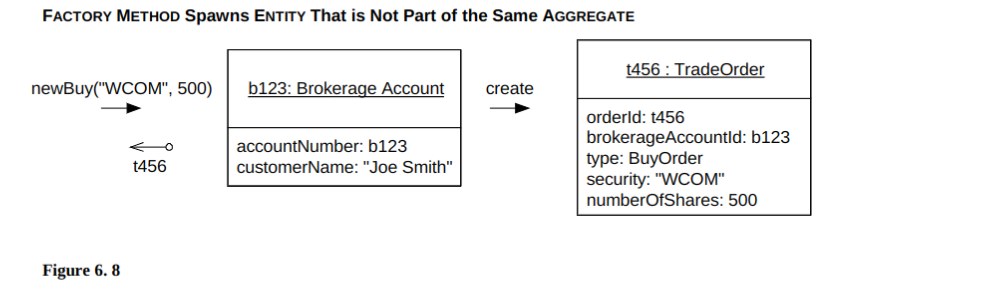 FACTORY METHOD Spawns ENTITY That is Not Part of the Same AGGREGATE
newBuy("WCOM", 500)
t456
b123: Brokerage Account
accountNumber: b123
customerName: "Joe Smith"
create
t456 : TradeOrder
orderId: t456
brokerageAccountId: b123
type: BuyOrder
security: "WCOM"
numberOfShares: 500
Figure 6. 8